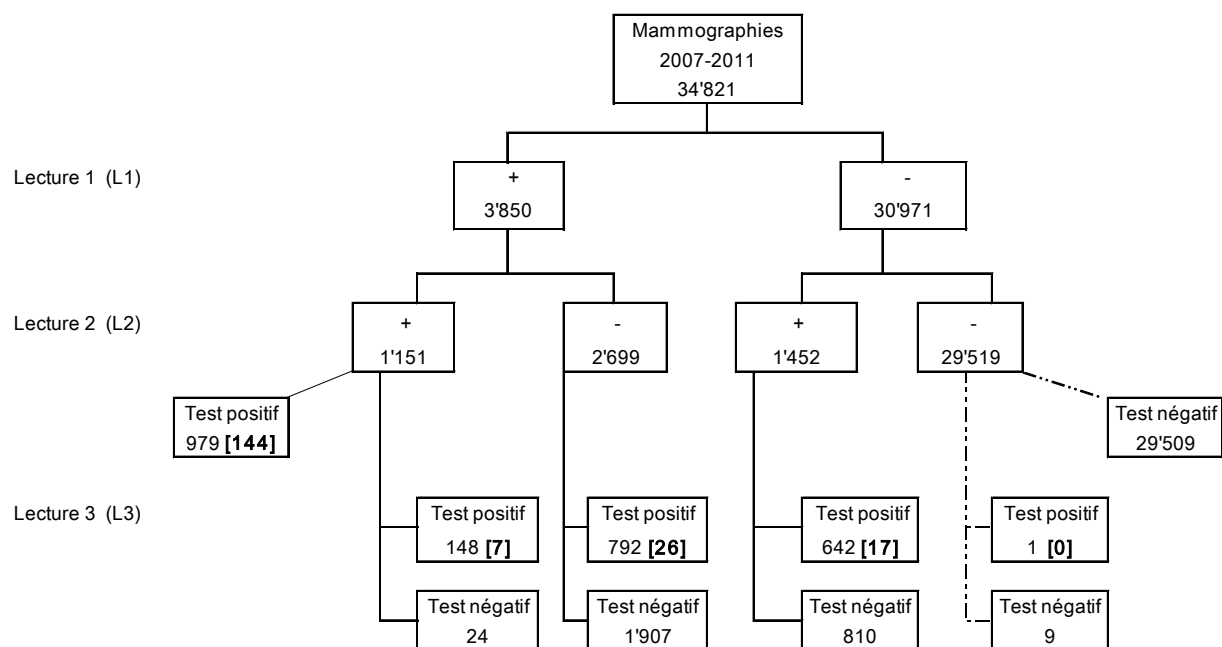 Mammographies
2007-2011
34'821
Lecture 1 (L1)
+
3'850
-
30'971
Lecture 2 (L2)
+
1'151
-
2'699
+
1'452
-
29'519
Test positif
979 [144]
Test négatif
29'509
Lecture 3 (L3)
Test positif
148 [7]
Test positif
792 [26]
Test positif
642 [17]
Test positif
1 [0]
Test négatif
24
Test négatif
1'907
Test négatif
810
Test négatif
9